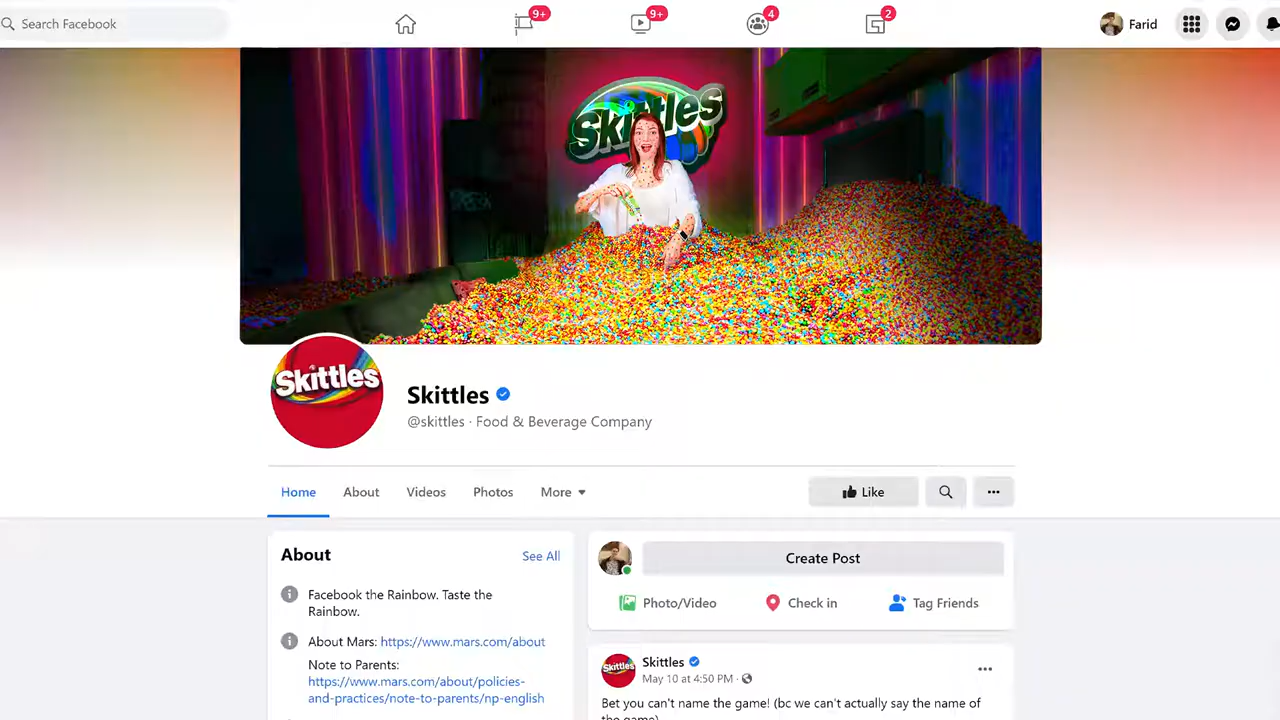 Search Facebook
9+
9+
4
2
Farid
Skittles
Skittles
Skittles
@skittles · Food & Beverage Company
Home
About
Videos
Photos
More
Like
About
See All
Create Post
Facebook the Rainbow. Taste the
Rainbow.
Photo/Video
Check in
Tag Friends
About Mars: https://www.mars.com/about
Note to Parents:
https://www.mars.com/about/policies-
and-practices/note-to-parents/np-english
Skittles
Skittles
May 10 at 4:50 PM ·
Bet you can't name the game! (bc we can't actually say the name of
the game)